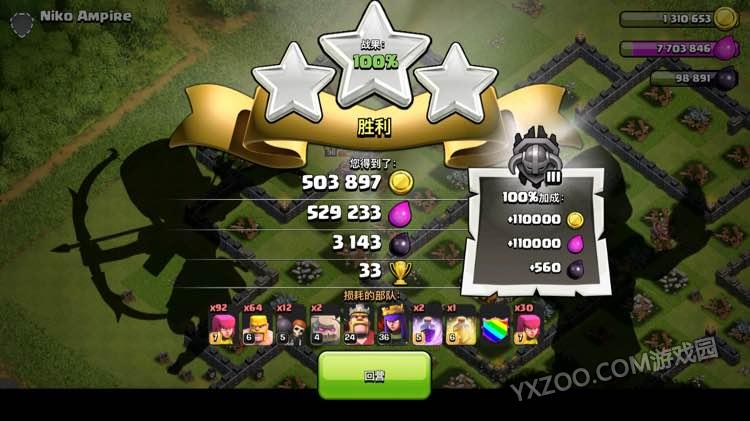 Niko Ampire
1 310 653
7 703 846
98 891
战果:
100%
胜利
您得到了:
503 897
529 233
3 143
33
III
100%加成:
+110000
+110000
+560
损耗的部队:
x92 x64 x12 x2 x2 x1 x30
7 6 5 4 24 36 5 6 7
回营
YXZOO.COM游戏园